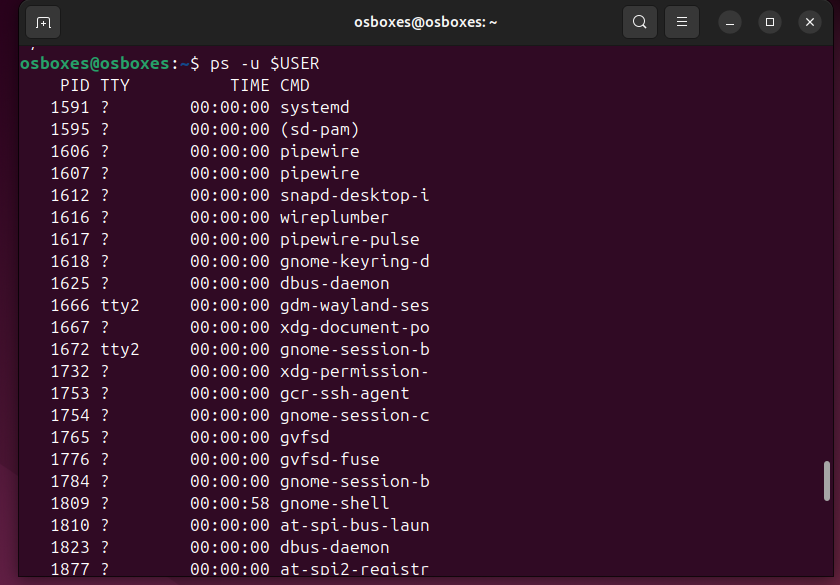 osboxes@osboxes: ~
osboxes@osboxes:~$ ps -u $USER
PID TTY TIME CMD
1591 ? 00:00:00 systemd
1595 ? 00:00:00 (sd-pam)
1606 ? 00:00:00 pipewire
1607 ? 00:00:00 pipewire
1612 ? 00:00:00 snapd-desktop-i
1616 ? 00:00:00 wireplumber
1617 ? 00:00:00 pipewire-pulse
1618 ? 00:00:00 gnome-keyring-d
1625 ? 00:00:00 dbus-daemon
1666 tty2 00:00:00 gdm-wayland-ses
1667 ? 00:00:00 xdg-document-po
1672 tty2 00:00:00 gnome-session-b
1732 ? 00:00:00 xdg-permission-
1753 ? 00:00:00 gcr-ssh-agent
1754 ? 00:00:00 gnome-session-c
1765 ? 00:00:00 gvfsd
1776 ? 00:00:00 gvfsd-fuse
1784 ? 00:00:00 gnome-session-b
1809 ? 00:00:58 gnome-shell
1810 ? 00:00:00 at-spi-bus-laun
1823 ? 00:00:00 dbus-daemon
1877 ? 00:00:00 at-spi2-registr